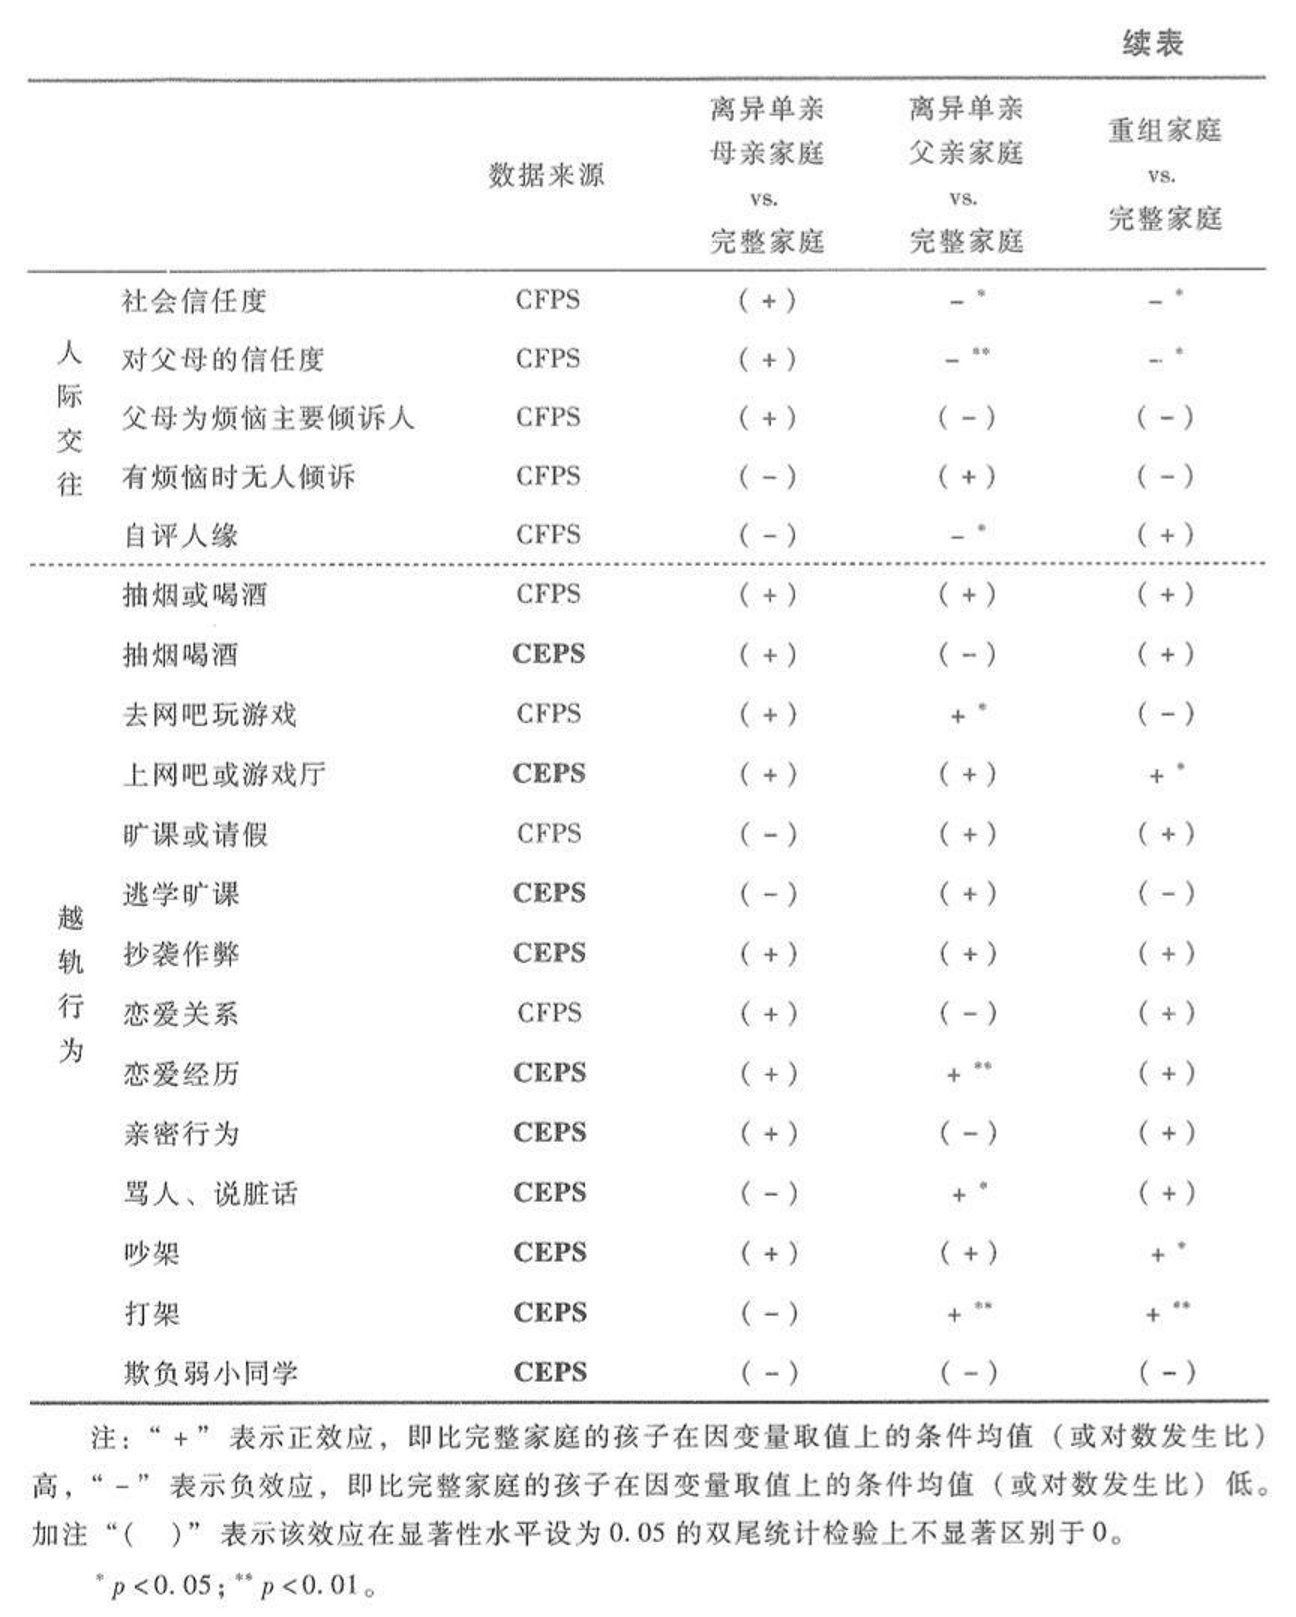 续表
数据来源 离异单亲母亲家庭 vs. 完整家庭 离异单亲父亲家庭 vs. 完整家庭 重组家庭 vs. 完整家庭
人际交往
社会信任度 CFPS (+) -* -*
对父母的信任度 CFPS (+) -** -*
父母为烦恼主要倾诉人 CFPS (+) (-) (-)
有烦恼时无人倾诉 CFPS (-) (+) (-)
自评人缘 CFPS (-) -* (+)
越轨行为
抽烟或喝酒 CFPS (+) (+) (+)
抽烟喝酒 CEPS (+) (-) (+)
去网吧玩游戏 CFPS (+) +* (-)
上网吧或游戏厅 CEPS (+) (+) +*
旷课或请假 CFPS (-) (+) (+)
逃学旷课 CEPS (-) (+) (-)
抄袭作弊 CEPS (+) (+) (+)
恋爱关系 CFPS (+) (-) (+)
恋爱经历 CEPS (+) +** (+)
亲密行为 CEPS (+) (-) (+)
骂人、说脏话 CEPS (-) +* (+)
吵架 CEPS (+) (+) +*
打架 CEPS (-) +** +**
欺负弱小同学 CEPS (-) (-) (-)
注：“+”表示正效应，即比完整家庭的孩子在因变量取值上的条件均值（或对数发生比）
高，“-”表示负效应，即比完整家庭的孩子在因变量取值上的条件均值（或对数发生比）低。
加注“( )”表示该效应在显著性水平设为0.05的双尾统计检验上不显著区别于0。
*p<0.05；**p<0.01。